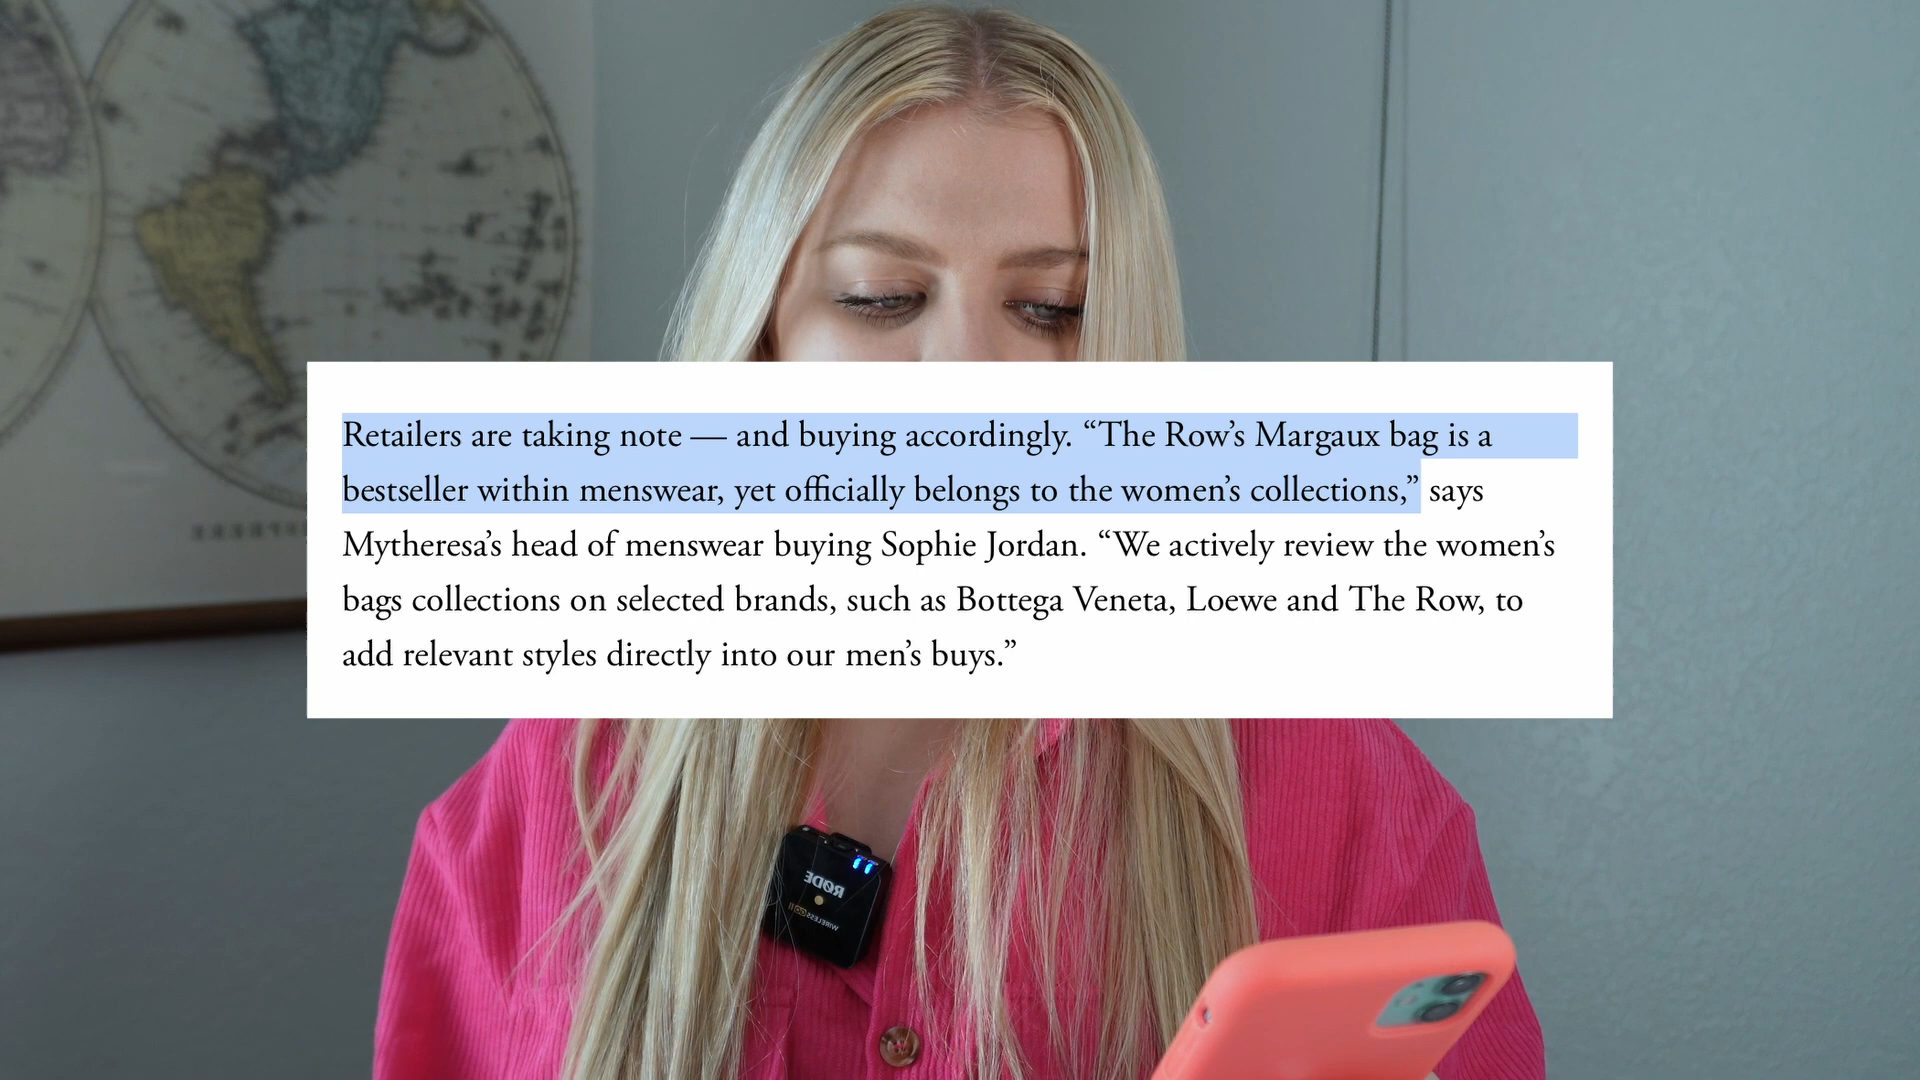 Retailers are taking note — and buying accordingly. “The Row’s Margaux bag is a
bestseller within menswear, yet officially belongs to the women’s collections,” says
Mytheresa’s head of menswear buying Sophie Jordan. “We actively review the women’s
bags collections on selected brands, such as Bottega Veneta, Loewe and The Row, to
add relevant styles directly into our men’s buys.”
RØDE
WIRELESS GO II